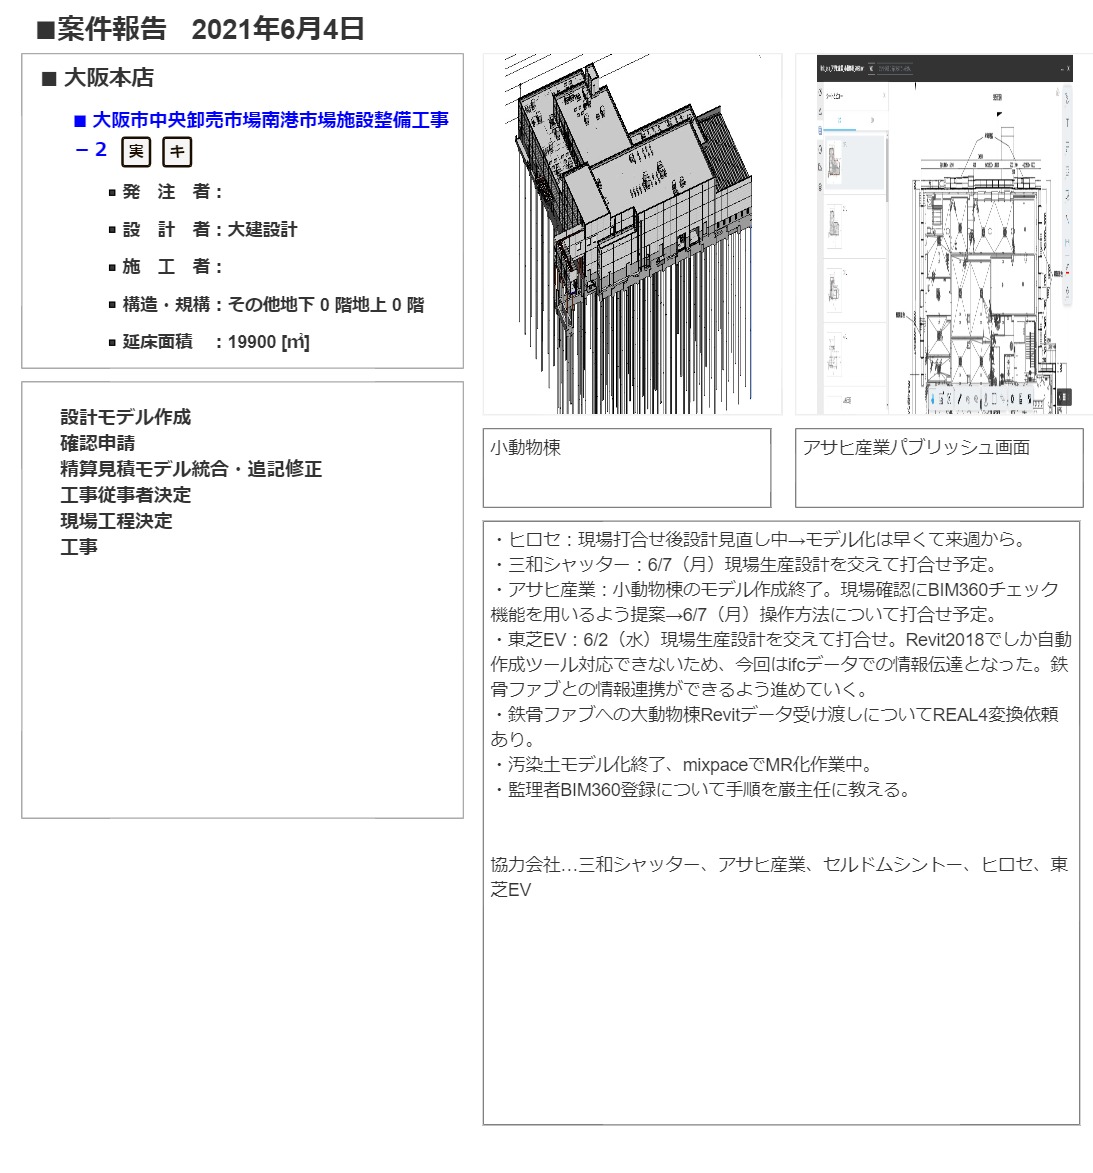 ■案件報告 2021年6月4日
■ 大阪本店
■ 大阪市中央卸売市場南港市場施設整備工事
－２ 実 キ
▪ 発　注　者：
▪ 設　計　者：大建設計
▪ 施　工　者：
▪ 構造・規構：その他地下 0 階地上 0 階
▪ 延床面積　：19900 [㎡]
設計モデル作成
確認申請
精算見積モデル統合・追記修正
工事従事者決定
現場工程決定
工事
小動物棟
アサヒ産業パブリッシュ画面
・ヒロセ：現場打合せ後設計見直し中→モデル化は早くて来週から。
・三和シャッター：6/7（月）現場生産設計を交えて打合せ予定。
・アサヒ産業：小動物棟のモデル作成終了。現場確認にBIM360チェック
機能を用いるよう提案→6/7（月）操作方法について打合せ予定。
・東芝EV：6/2（水）現場生産設計を交えて打合せ。Revit2018でしか自動
作成ツール対応できないため、今回はifcデータでの情報伝達となった。鉄
骨ファブとの情報連携ができるよう進めていく。
・鉄骨ファブへの大動物棟Revitデータ受け渡しについてREAL4変換依頼
あり。
・汚染土モデル化終了、mixpaceでMR化作業中。
・監理者BIM360登録について手順を巌主任に教える。
協力会社…三和シャッター、アサヒ産業、セルドムシントー、ヒロセ、東
芝EV